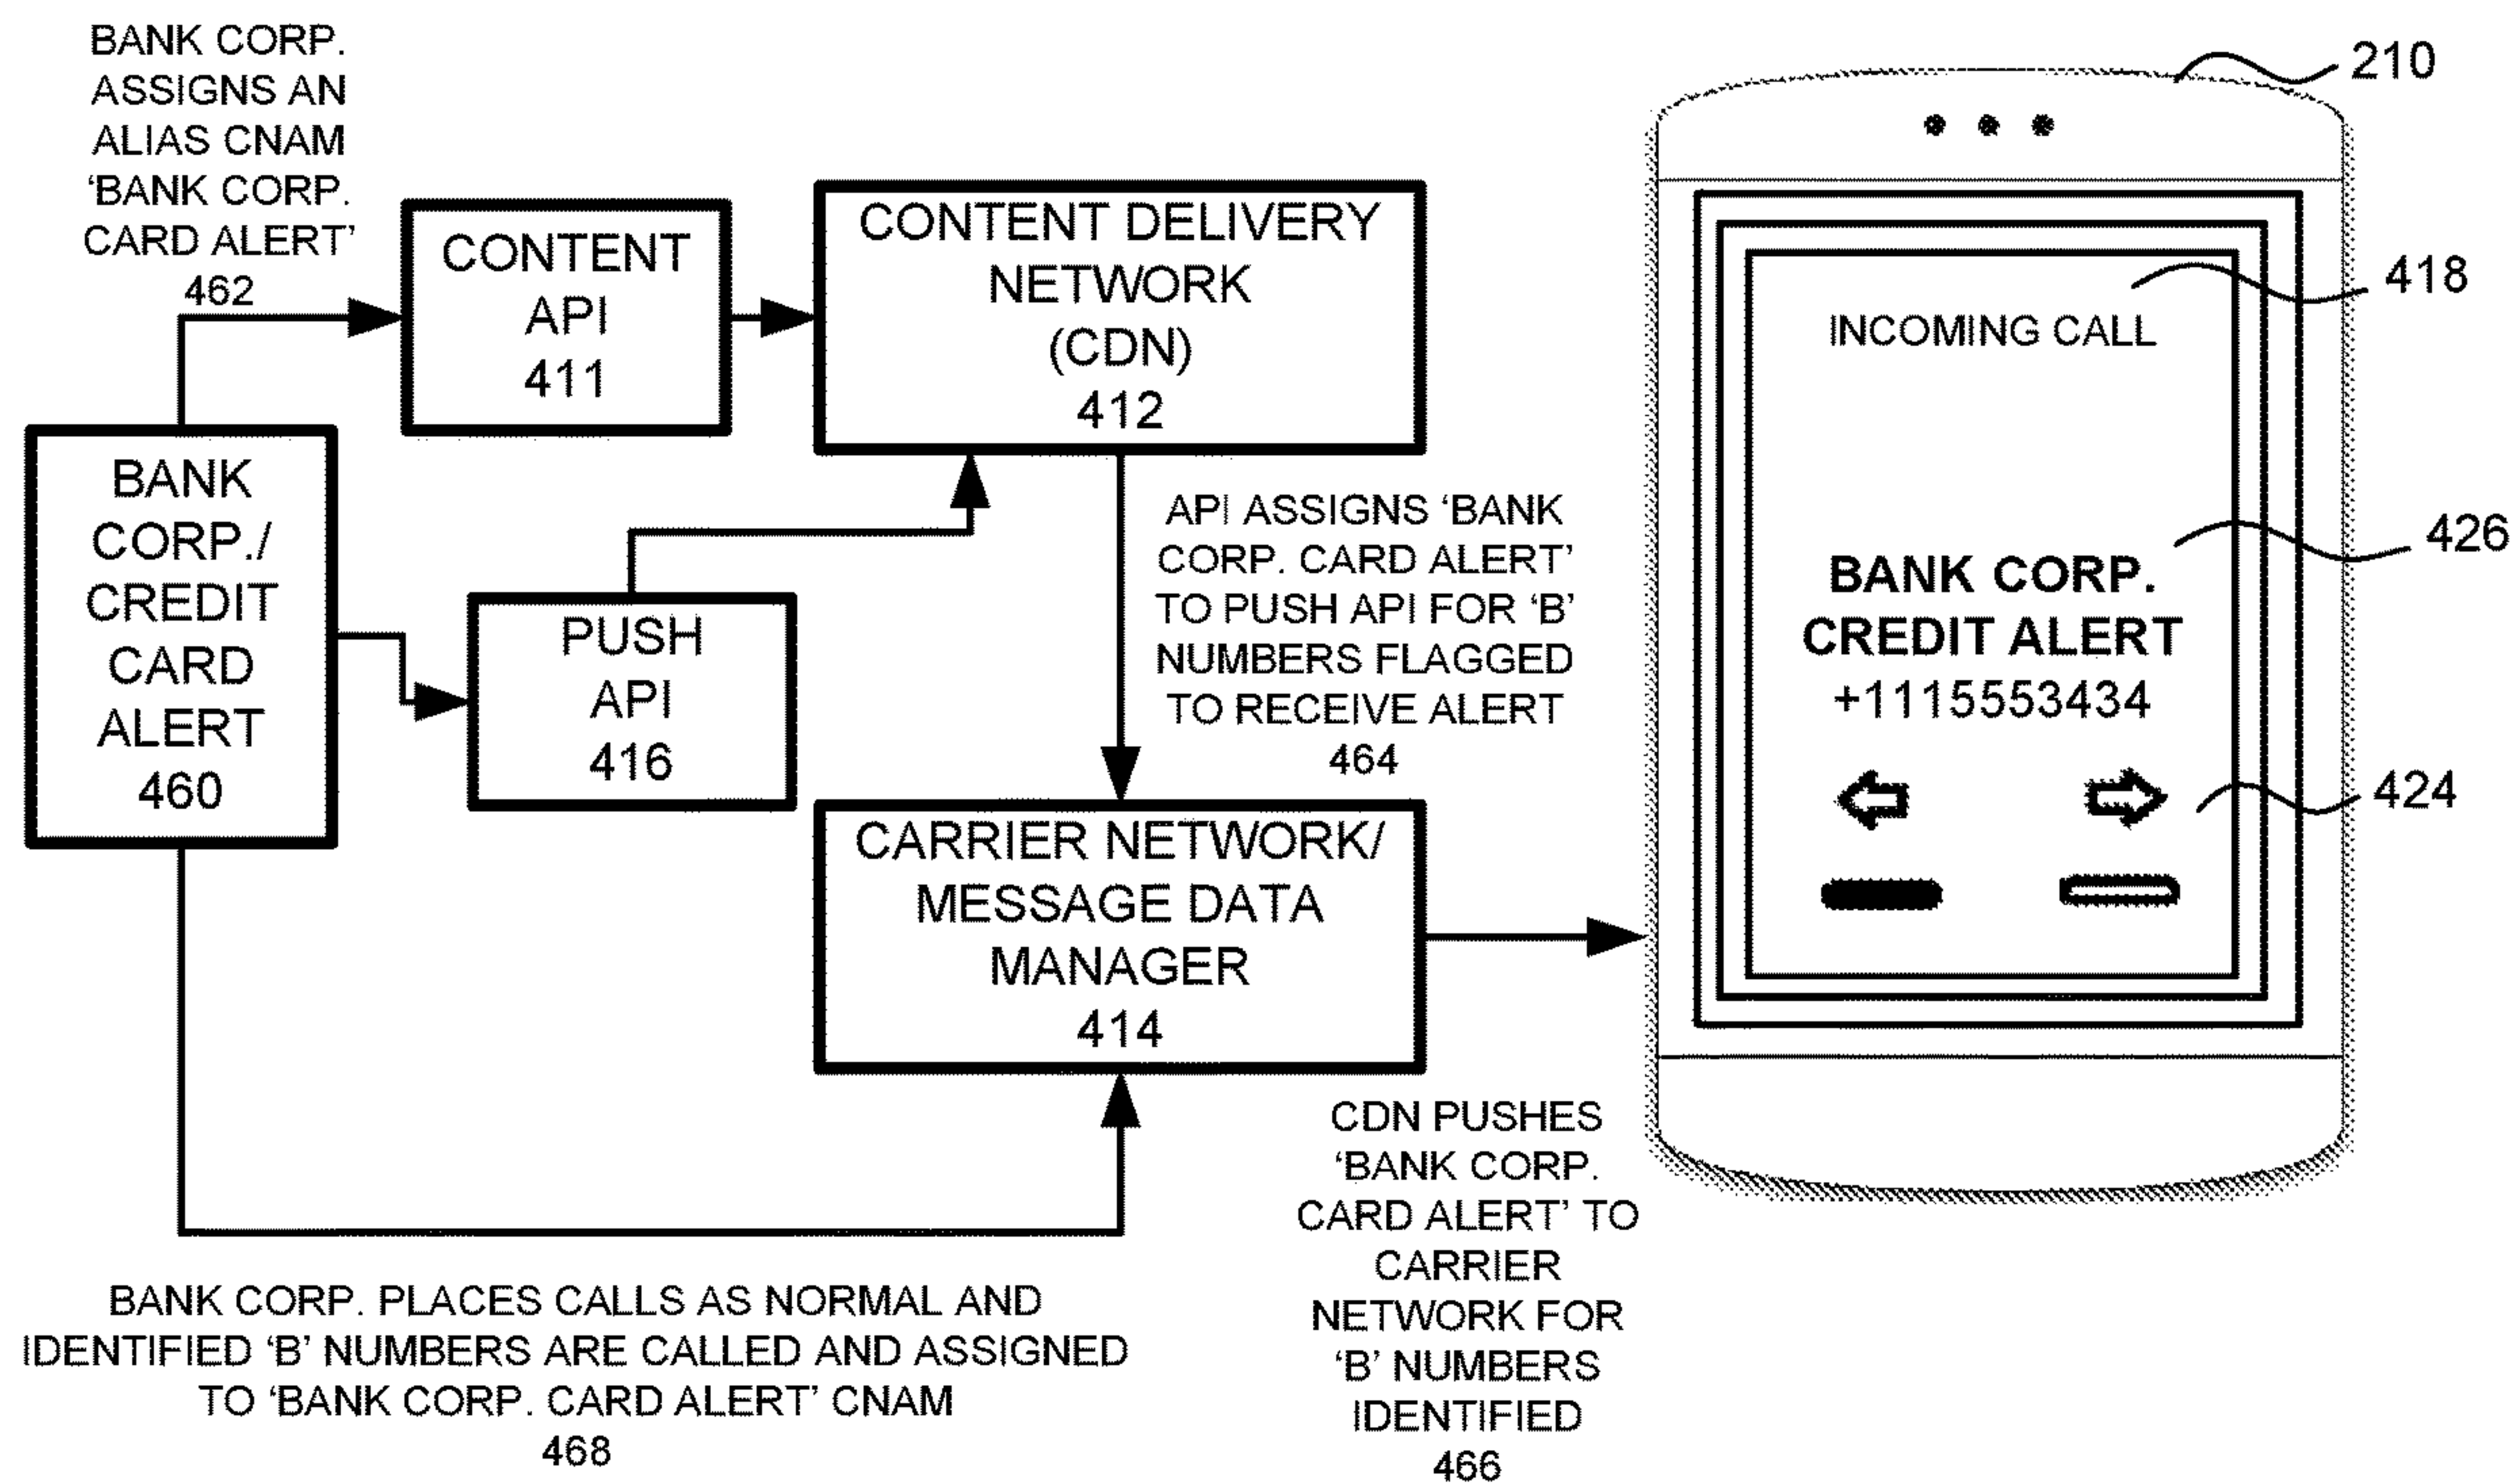 BANK CORP.
ASSIGNS AN
ALIAS CNAM
‘BANK CORP.
CARD ALERT’
462
CONTENT
API
411
CONTENT DELIVERY
NETWORK
(CDN)
412
BANK
CORP./
CREDIT
CARD
ALERT
460
PUSH
API
416
API ASSIGNS ‘BANK
CORP. CARD ALERT’
TO PUSH API FOR ‘B’
NUMBERS FLAGGED
TO RECEIVE ALERT
464
CARRIER NETWORK/
MESSAGE DATA
MANAGER
414
BANK CORP. PLACES CALLS AS NORMAL AND
IDENTIFIED ‘B’ NUMBERS ARE CALLED AND ASSIGNED
TO ‘BANK CORP. CARD ALERT’ CNAM
468
CDN PUSHES
‘BANK CORP.
CARD ALERT’ TO
CARRIER
NETWORK FOR
‘B’ NUMBERS
IDENTIFIED
466
210
418
INCOMING CALL
426
BANK CORP.
CREDIT ALERT
+1115553434
424